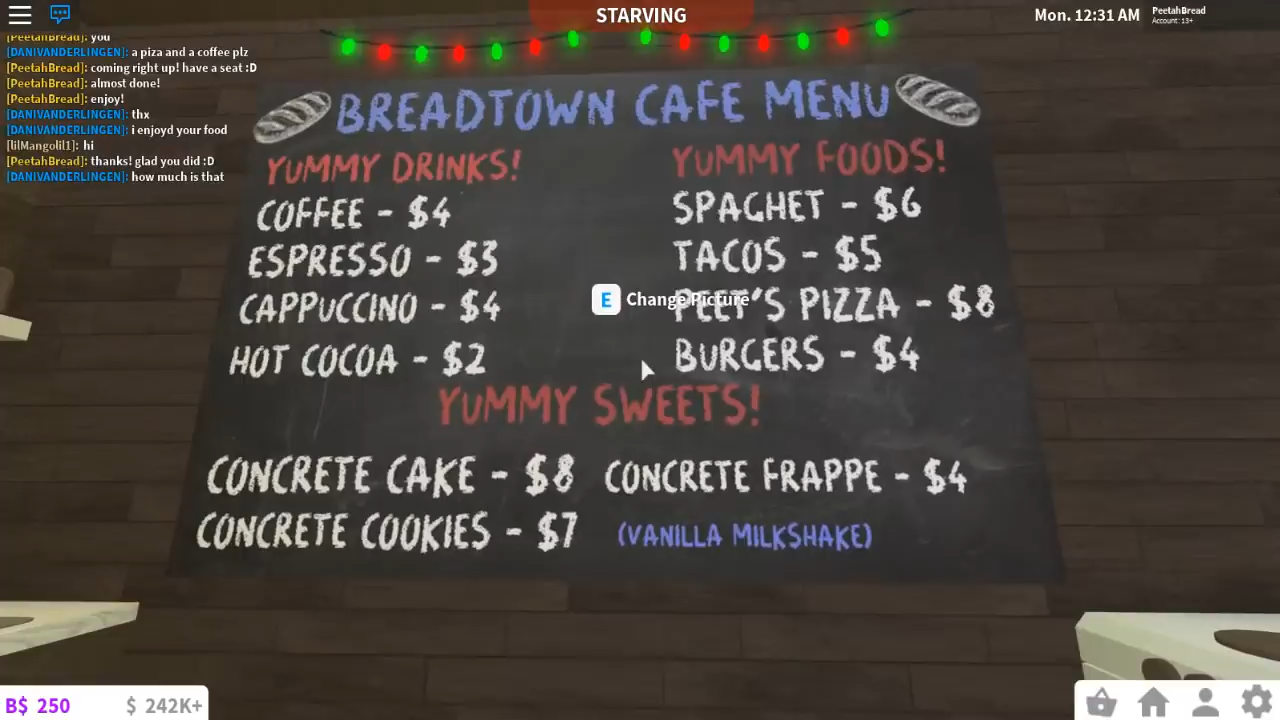 STARVING
Mon. 12:31 AM
PeetahBread
Account: 13+
[PeetahBread]: you
[DANIVANDERLINGEN]: a piza and a coffee plz
[PeetahBread]: coming right up! have a seat :D
[PeetahBread]: almost done!
[PeetahBread]: enjoy!
[DANIVANDERLINGEN]: thx
[DANIVANDERLINGEN]: i enjoyd your food
[lilMangolil1]: hi
[PeetahBread]: thanks! glad you did :D
[DANIVANDERLINGEN]: how much is that
BREADTOWN CAFE MENU
YUMMY DRINKS!
COFFEE - $4
ESPRESSO - $3
CAPPUCCINO - $4
HOT COCOA - $2
YUMMY FOODS!
SPAGHET - $6
TACOS - $5
PEET'S PIZZA - $8
BURGERS - $4
E Change Picture
YUMMY SWEETS!
CONCRETE CAKE - $8
CONCRETE COOKIES - $7
CONCRETE FRAPPE - $4
(VANILLA MILKSHAKE)
B$ 250
$ 242K+